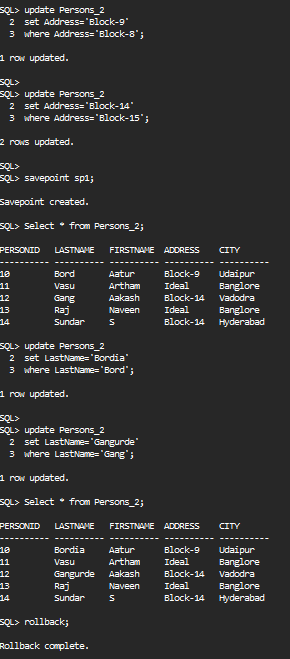 SQL> update Persons_2
  2  set Address='Block-9'
  3  where Address='Block-8';
1 row updated.
SQL>
SQL> update Persons_2
  2  set Address='Block-14'
  3  where Address='Block-15';
2 rows updated.
SQL>
SQL> savepoint sp1;
Savepoint created.
SQL> Select * from Persons_2;
PERSONID   LASTNAME   FIRSTNAME  ADDRESS    CITY
---------- ---------- ---------- ---------- ----------
10         Bord       Aatur      Block-9    Udaipur
11         Vasu       Artham     Ideal      Banglore
12         Gang       Aakash     Block-14   Vadodra
13         Raj        Naveen     Ideal      Banglore
14         Sundar     S          Block-14   Hyderabad
SQL> update Persons_2
  2  set LastName='Bordia'
  3  where LastName='Bord';
1 row updated.
SQL>
SQL> update Persons_2
  2  set LastName='Gangurde'
  3  where LastName='Gang';
1 row updated.
SQL> Select * from Persons_2;
PERSONID   LASTNAME   FIRSTNAME  ADDRESS    CITY
---------- ---------- ---------- ---------- ----------
10         Bordia     Aatur      Block-9    Udaipur
11         Vasu       Artham     Ideal      Banglore
12         Gangurde   Aakash     Block-14   Vadodra
13         Raj        Naveen     Ideal      Banglore
14         Sundar     S          Block-14   Hyderabad
SQL> rollback;
Rollback complete.